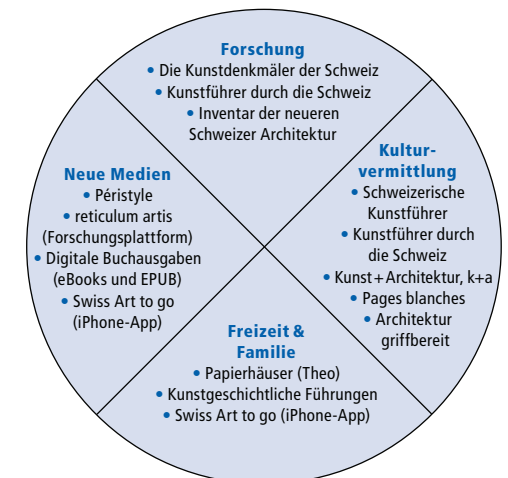 Forschung
• Die Kunstdenkmäler der Schweiz
• Kunstführer durch die Schweiz
• Inventar der neueren
Schweizer Architektur
Kultur-
vermittlung
• Schweizerische
Kunstführer
• Kunstführer durch
die Schweiz
• Kunst + Architektur, k+a
• Pages blanches
• Architektur
griffbereit
Freizeit &
Familie
• Papierhäuser (Theo)
• Kunstgeschichtliche Führungen
• Swiss Art to go (iPhone-App)
Neue Medien
• Péristyle
• reticulum artis
(Forschungsplattform)
• Digitale Buchausgaben
(eBooks und EPUB)
• Swiss Art to go
(iPhone-App)